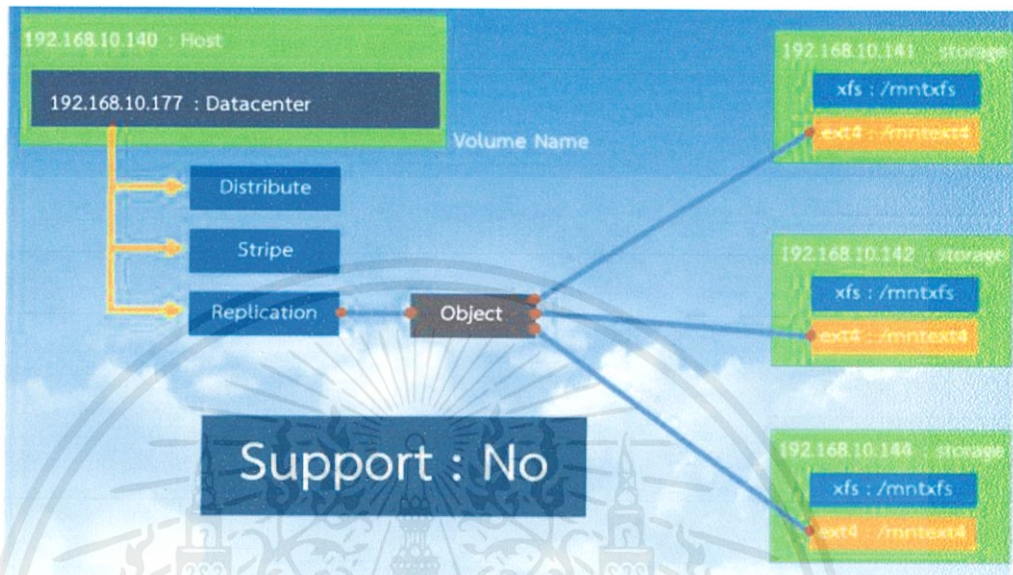 192.168.10.140 : Host
192.168.10.177 : Datacenter
Volume Name
Distribute
Stripe
Replication
Object
Support : No
192.168.10.141 : storage
xfs : /mntxfs
ext4 : /mntext4
192.168.10.142 : storage
xfs : /mntxfs
ext4 : /mntext4
192.168.10.144 : storage
xfs : /mntxfs
ext4 : /mntext4